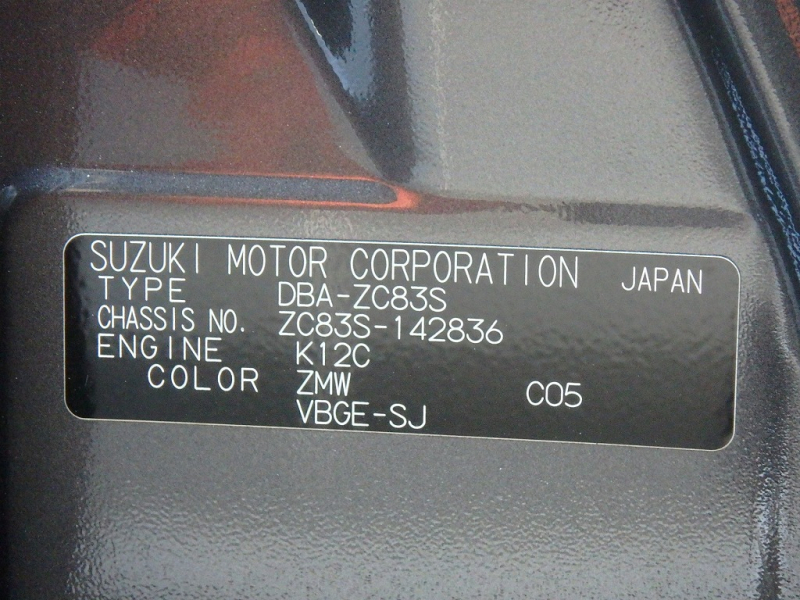 SUZUKI MOTOR CORPORATION JAPAN
TYPE DBA-ZC83S
CHASSIS NO. ZC83S-142836
ENGINE K12C
COLOR ZMW C05
VBGE-SJ